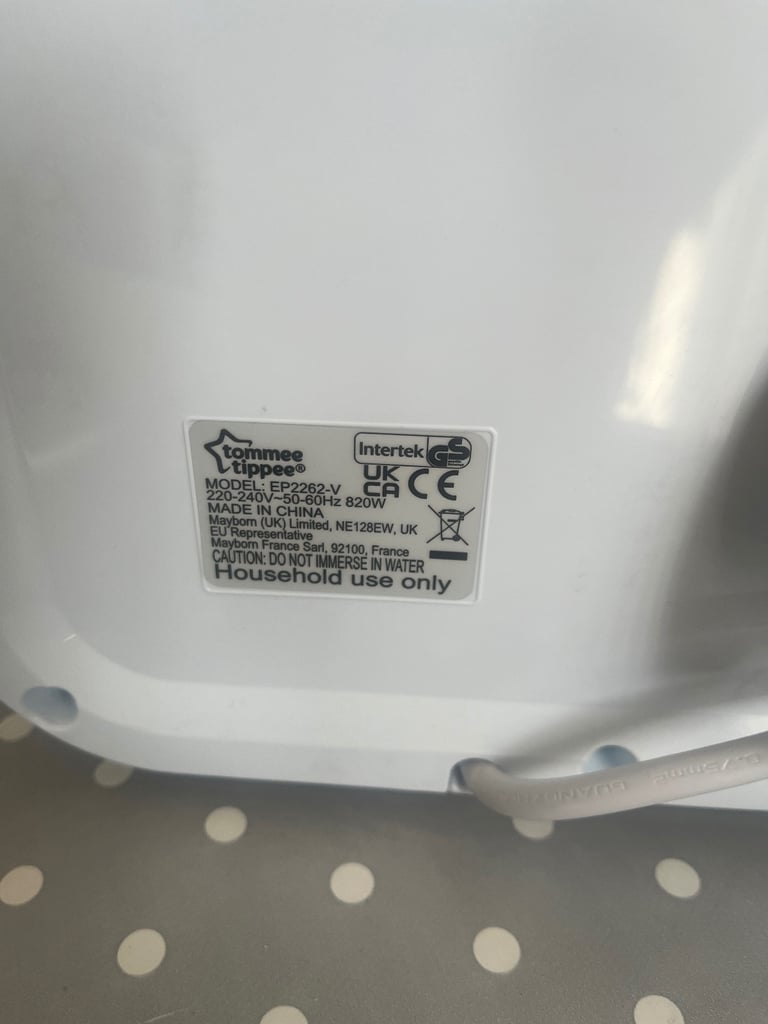 tommee
tippee®
Intertek GS
UK
CA CE
MODEL: EP2262-V
220-240V~50-60Hz 820W
MADE IN CHINA
Mayborn (UK) Limited, NE128EW, UK
EU Representative
Mayborn France Sarl, 92100, France
CAUTION: DO NOT IMMERSE IN WATER
Household use only